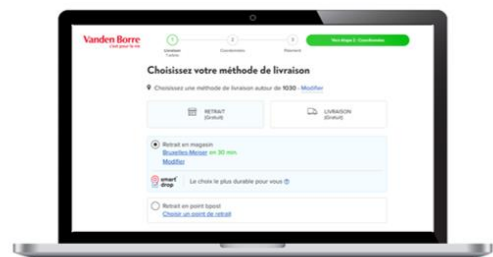 Vanden Borre
c'est pour la vie
1
2
3
Livraison
Coordonnées
Paiement
Vers étape 2 : Coordonnées
Choisissez votre méthode de livraison
Choisissez une méthode de livraison autour de 1030 - Modifier
RETRAIT
(Gratuit)
LIVRAISON
(Gratuit)
Retrait en magasin
Bruxelles-Meiser en 30 min.
Modifier
smart drop
Le choix le plus durable pour vous
Retrait en point bpost
Choisir un point de retrait